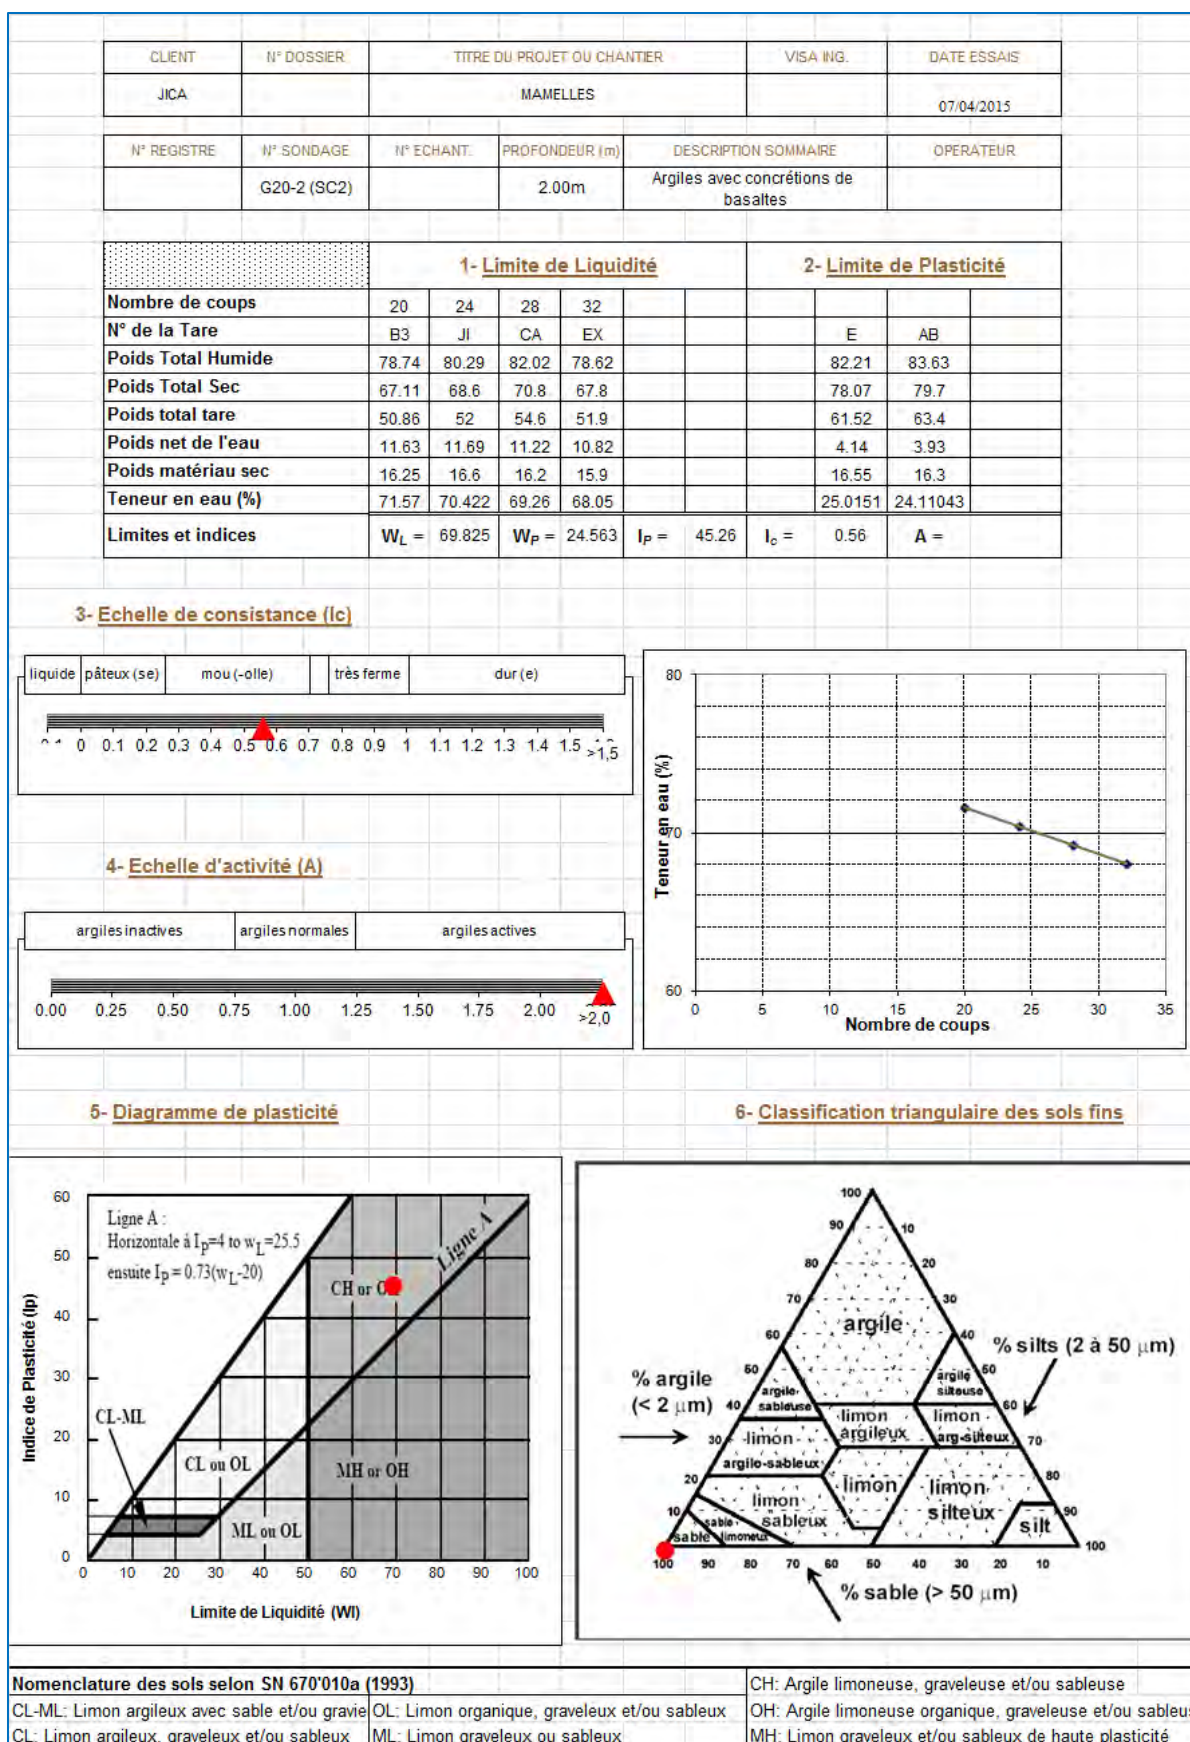 CLIENT N° DOSSIER TITRE DU PROJET OU CHANTIER VISA ING. DATE ESSAIS
JICA MAMELLES 07/04/2015
N° REGISTRE N° SONDAGE N° ECHANT. PROFONDEUR (m) DESCRIPTION SOMMAIRE OPERATEUR
G20-2 (SC2) 2.00m Argiles avec concrétions de
basaltes
1- Limite de Liquidité 2- Limite de Plasticité
Nombre de coups 20 24 28 32
N° de la Tare B3 JI CA EX E AB
Poids Total Humide 78.74 80.29 82.02 78.62 82.21 83.63
Poids Total Sec 67.11 68.6 70.8 67.8 78.07 79.7
Poids total tare 50.86 52 54.6 51.9 61.52 63.4
Poids net de l'eau 11.63 11.69 11.22 10.82 4.14 3.93
Poids matériau sec 16.25 16.6 16.2 15.9 16.55 16.3
Teneur en eau (%) 71.57 70.422 69.26 68.05 25.0151 24.11043
Limites et indices WL = 69.825 WP = 24.563 IP = 45.26 Ic = 0.56 A =
3- Echelle de consistance (Ic)
liquide pâteux (se) mou (-olle) très ferme dur (e)
0 0.1 0.2 0.3 0.4 0.5 0.6 0.7 0.8 0.9 1 1.1 1.2 1.3 1.4 1.5 >1,5
80
70
60
Teneur en eau (%)
0 5 10 15 20 25 30 35
Nombre de coups
4- Echelle d'activité (A)
argiles inactives argiles normales argiles actives
0.00 0.25 0.50 0.75 1.00 1.25 1.50 1.75 2.00 >2,0
5- Diagramme de plasticité
60
50
40
30
20
10
0
Indice de Plasticité (Ip)
Ligne A :
Horizontale à Ip=4 to wL=25.5
ensuite Ip = 0.73(wL-20)
Ligne A
CH or
CL-ML
CL ou OL
MH or OH
ML ou OL
0 10 20 30 40 50 60 70 80 90 100
Limite de Liquidité (Wl)
6- Classification triangulaire des sols fins
100
90 10
80 20
70 30
argile
60 40
% silts (2 à 50 µm)
50 50
% argile
(< 2 µm)
argile-
sableuse
argile
silteuse
40 60
limon
argileux
limon
arg-silteux
30 70
limon
argilo-sableux
20 80
limon
limon
silteux
limon
sableux
10 90
sable
limoneux
sable
silt
100
100 90 80 70 60 50 40 30 20 10
% sable (> 50 µm)
Nomenclature des sols selon SN 670'010a (1993) CH: Argile limoneuse, graveleuse et/ou sableuse
CL-ML: Limon argileux avec sable et/ou gravie OL: Limon organique, graveleux et/ou sableux OH: Argile limoneuse organique, graveleuse et/ou sableus
CL: Limon argileux, graveleux et/ou sableux ML: Limon graveleux ou sableux MH: Limon graveleux et/ou sableux de haute plasticité